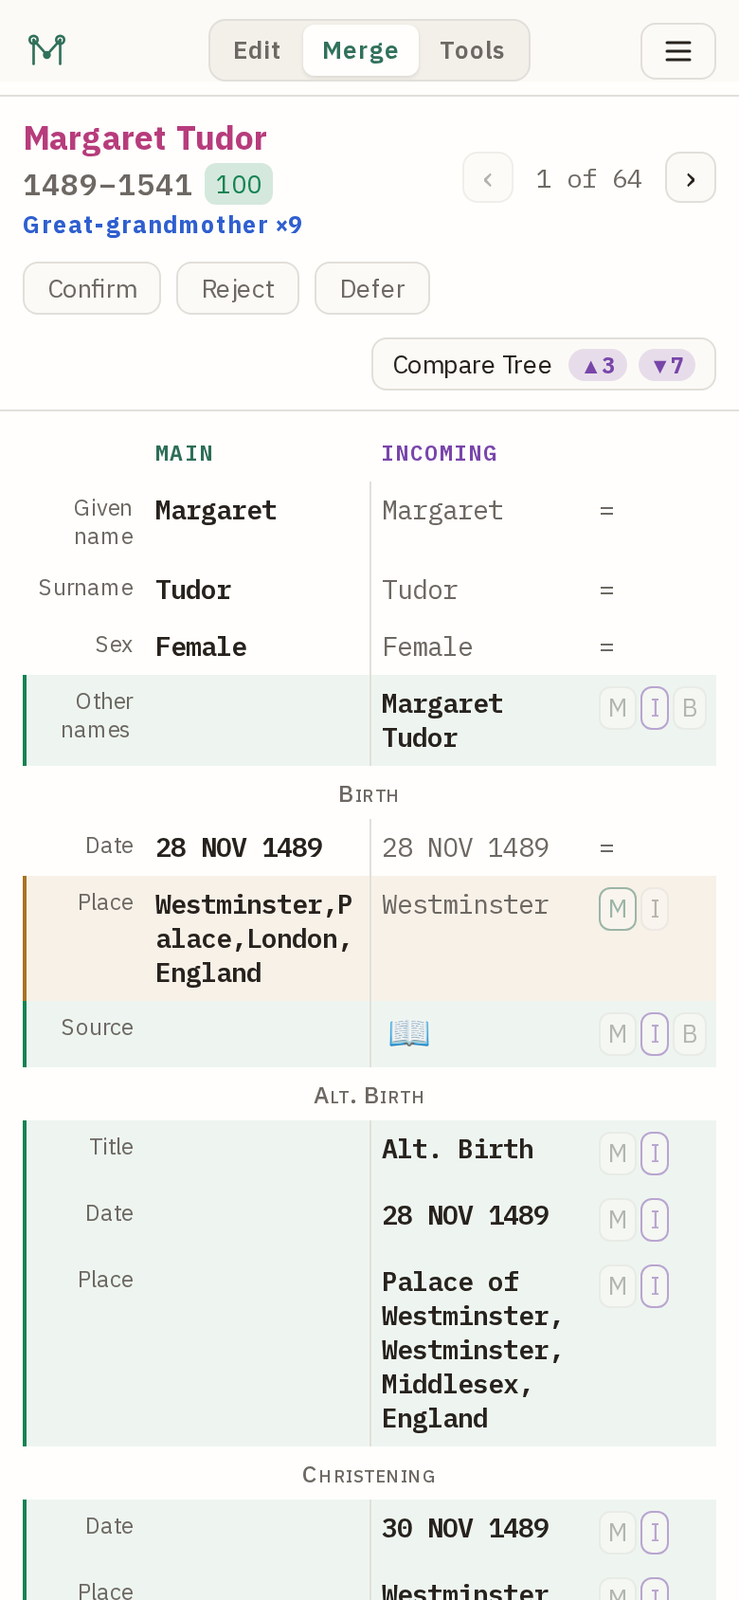 Edit Merge Tools
Margaret Tudor
1489–1541 100
Great-grandmother ×9
‹ 1 of 64 ›
Confirm Reject Defer
Compare Tree ▲3 ▼7
MAIN INCOMING
Given name Margaret Margaret =
Surname Tudor Tudor =
Sex Female Female =
Other names Margaret Tudor M I B
Birth
Date 28 NOV 1489 28 NOV 1489 =
Place Westminster,Palace,London,England Westminster M I
Source M I B
Alt. Birth
Title Alt. Birth M I
Date 28 NOV 1489 M I
Place Palace of Westminster, Westminster, Middlesex, England M I
Christening
Date 30 NOV 1489 M I
Place Westminster M I